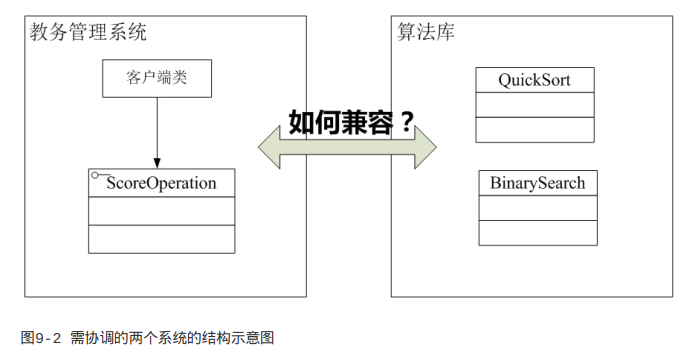 教务管理系统
客户端类
ScoreOperation
如何兼容？
算法库
QuickSort
BinarySearch
图9-2 需协调的两个系统的结构示意图